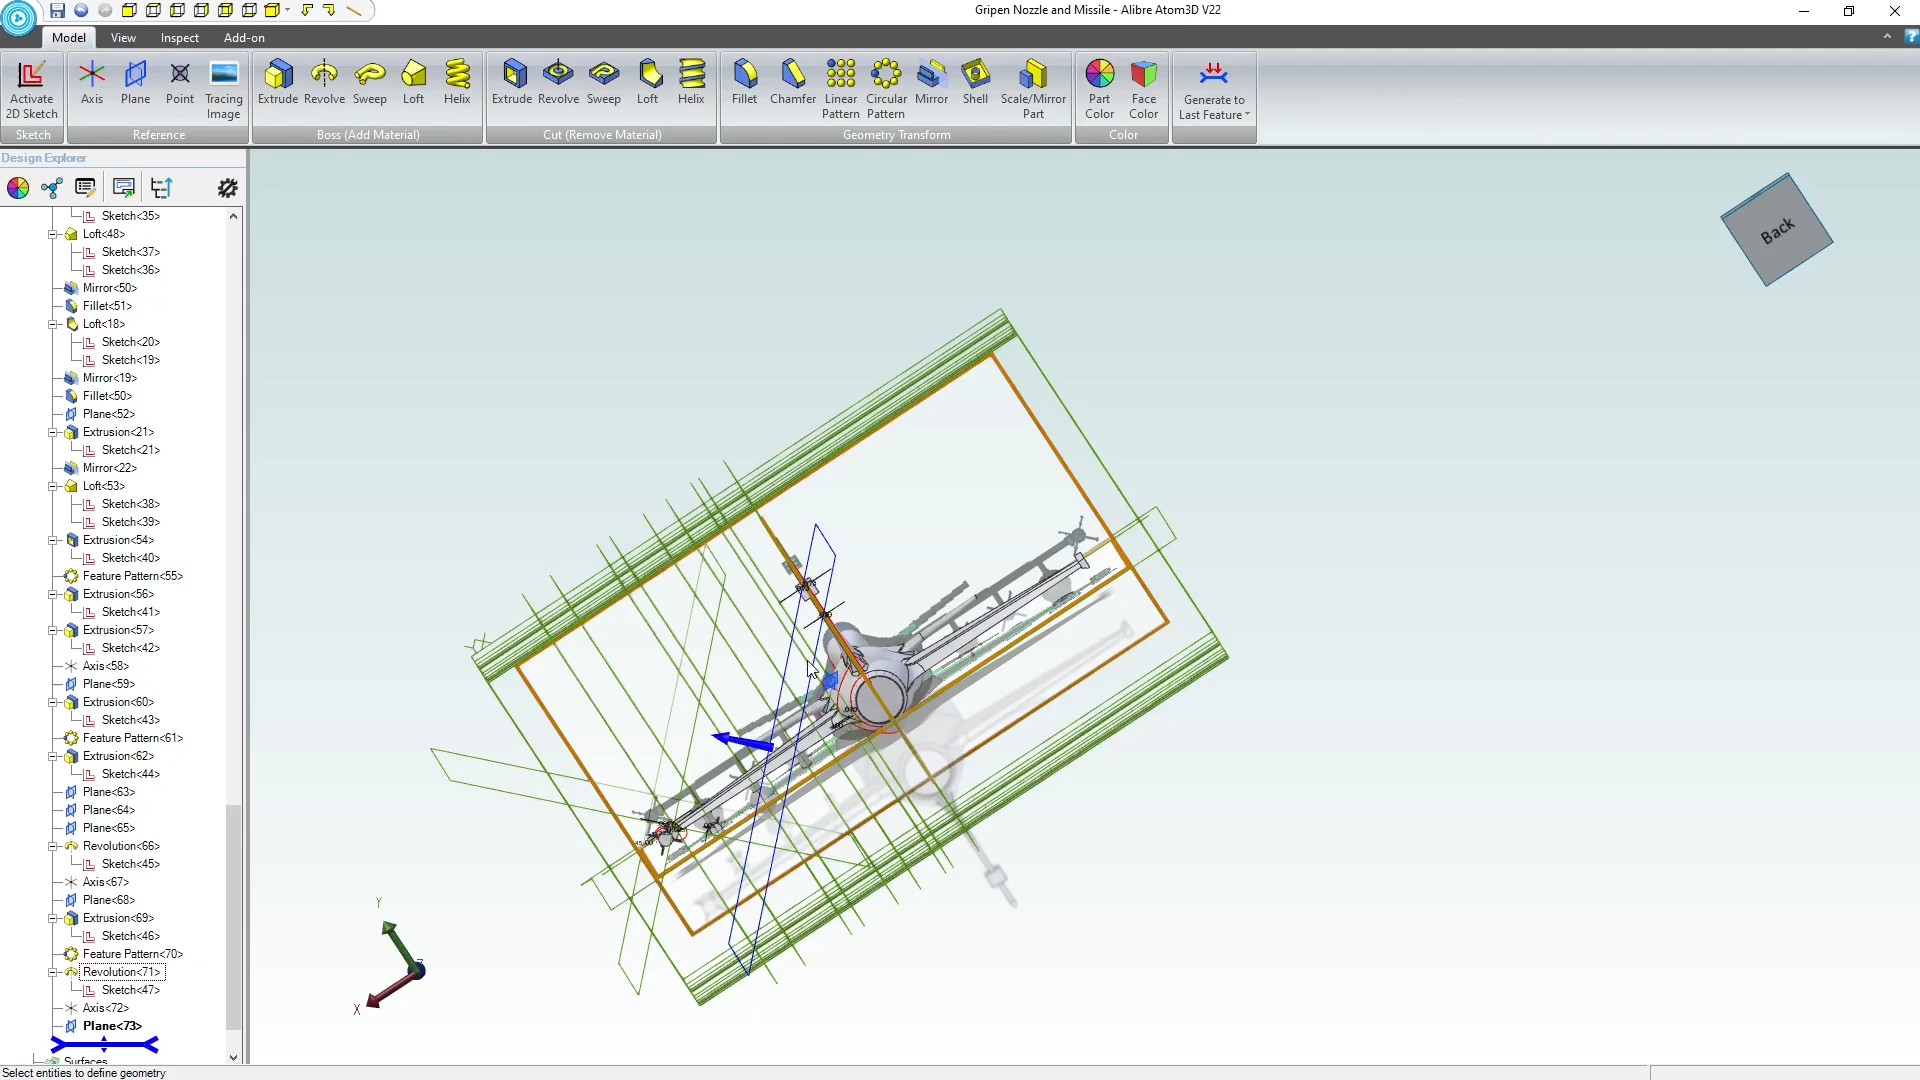 Gripen Nozzle and Missile - Alibre Atom3D V22
Model View Inspect Add-on
Activate 2D Sketch
Axis
Plane
Point
Tracing Image
Extrude
Revolve
Sweep
Loft
Helix
Extrude
Revolve
Sweep
Loft
Helix
Fillet
Chamfer
Linear Pattern
Circular Pattern
Mirror
Shell
Scale/Mirror Part
Part Color
Face Color
Generate to Last Feature
Sketch
Reference
Boss (Add Material)
Cut (Remove Material)
Geometry Transform
Color
Design Explorer
Sketch<35>
Loft<48>
Sketch<37>
Sketch<36>
Mirror<50>
Fillet<51>
Loft<18>
Sketch<20>
Sketch<19>
Mirror<19>
Fillet<50>
Plane<52>
Extrusion<21>
Sketch<21>
Mirror<22>
Loft<53>
Sketch<38>
Sketch<39>
Extrusion<54>
Sketch<40>
Feature Pattern<55>
Extrusion<56>
Sketch<41>
Extrusion<57>
Sketch<42>
Axis<58>
Plane<59>
Extrusion<60>
Sketch<43>
Feature Pattern<61>
Extrusion<62>
Sketch<44>
Plane<63>
Plane<64>
Plane<65>
Revolution<66>
Sketch<45>
Axis<67>
Plane<68>
Extrusion<69>
Sketch<46>
Feature Pattern<70>
Revolution<71>
Sketch<47>
Axis<72>
Plane<73>
Surfaces
Back
Y
Z
X
Select entities to define geometry